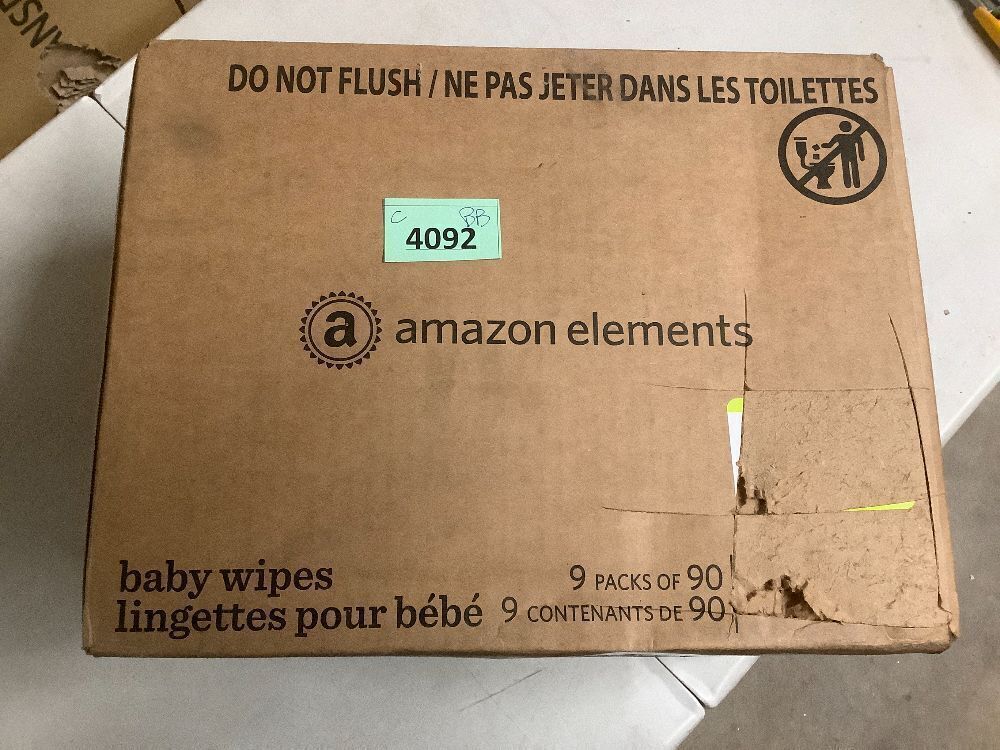 DO NOT FLUSH / NE PAS JETER DANS LES TOILETTES
C BB
4092
a amazon elements
baby wipes
lingettes pour bébé
9 PACKS OF 90
9 CONTENANTS DE 90